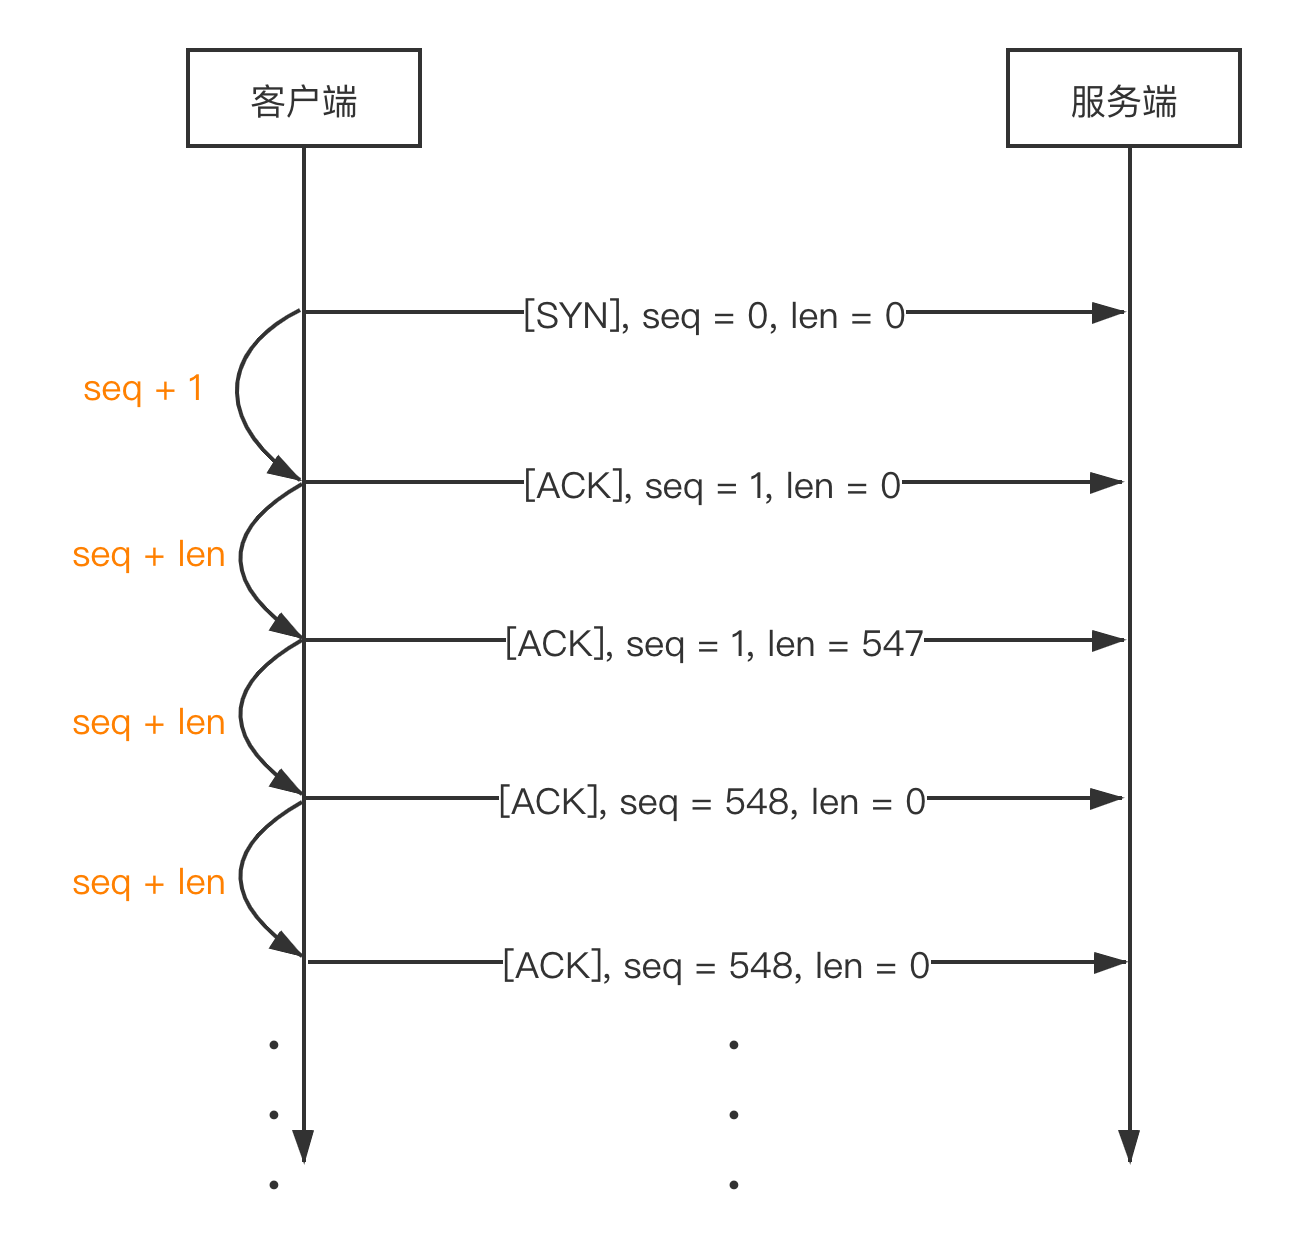 客户端
服务端
[SYN], seq = 0, len = 0
seq + 1
[ACK], seq = 1, len = 0
seq + len
[ACK], seq = 1, len = 547
seq + len
[ACK], seq = 548, len = 0
seq + len
[ACK], seq = 548, len = 0